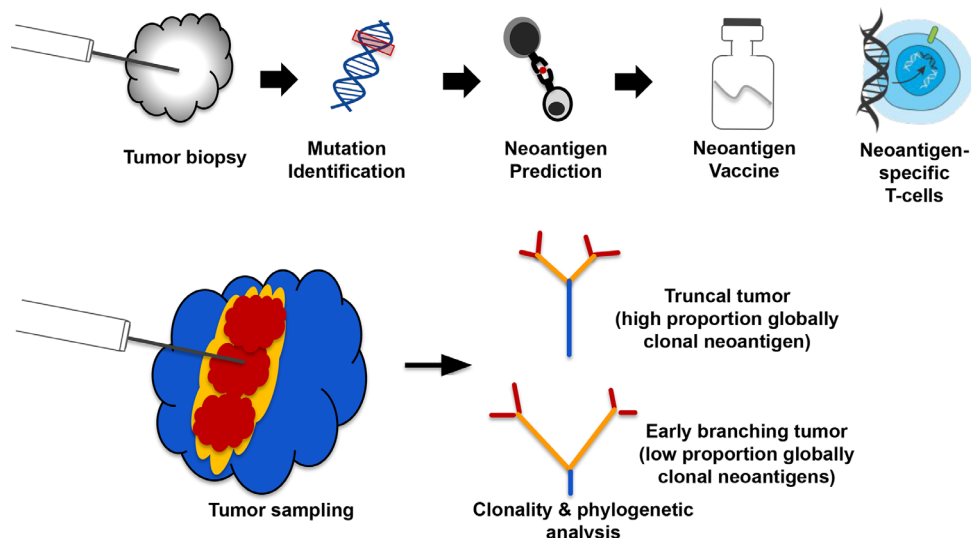 Tumor biopsy
Mutation
Identification
Neoantigen
Prediction
Neoantigen
Vaccine
Neoantigen-
specific
T-cells
Truncal tumor
(high proportion globally
clonal neoantigen)
Early branching tumor
(low proportion globally
clonal neoantigens)
Tumor sampling
Clonality & phylogenetic
analysis